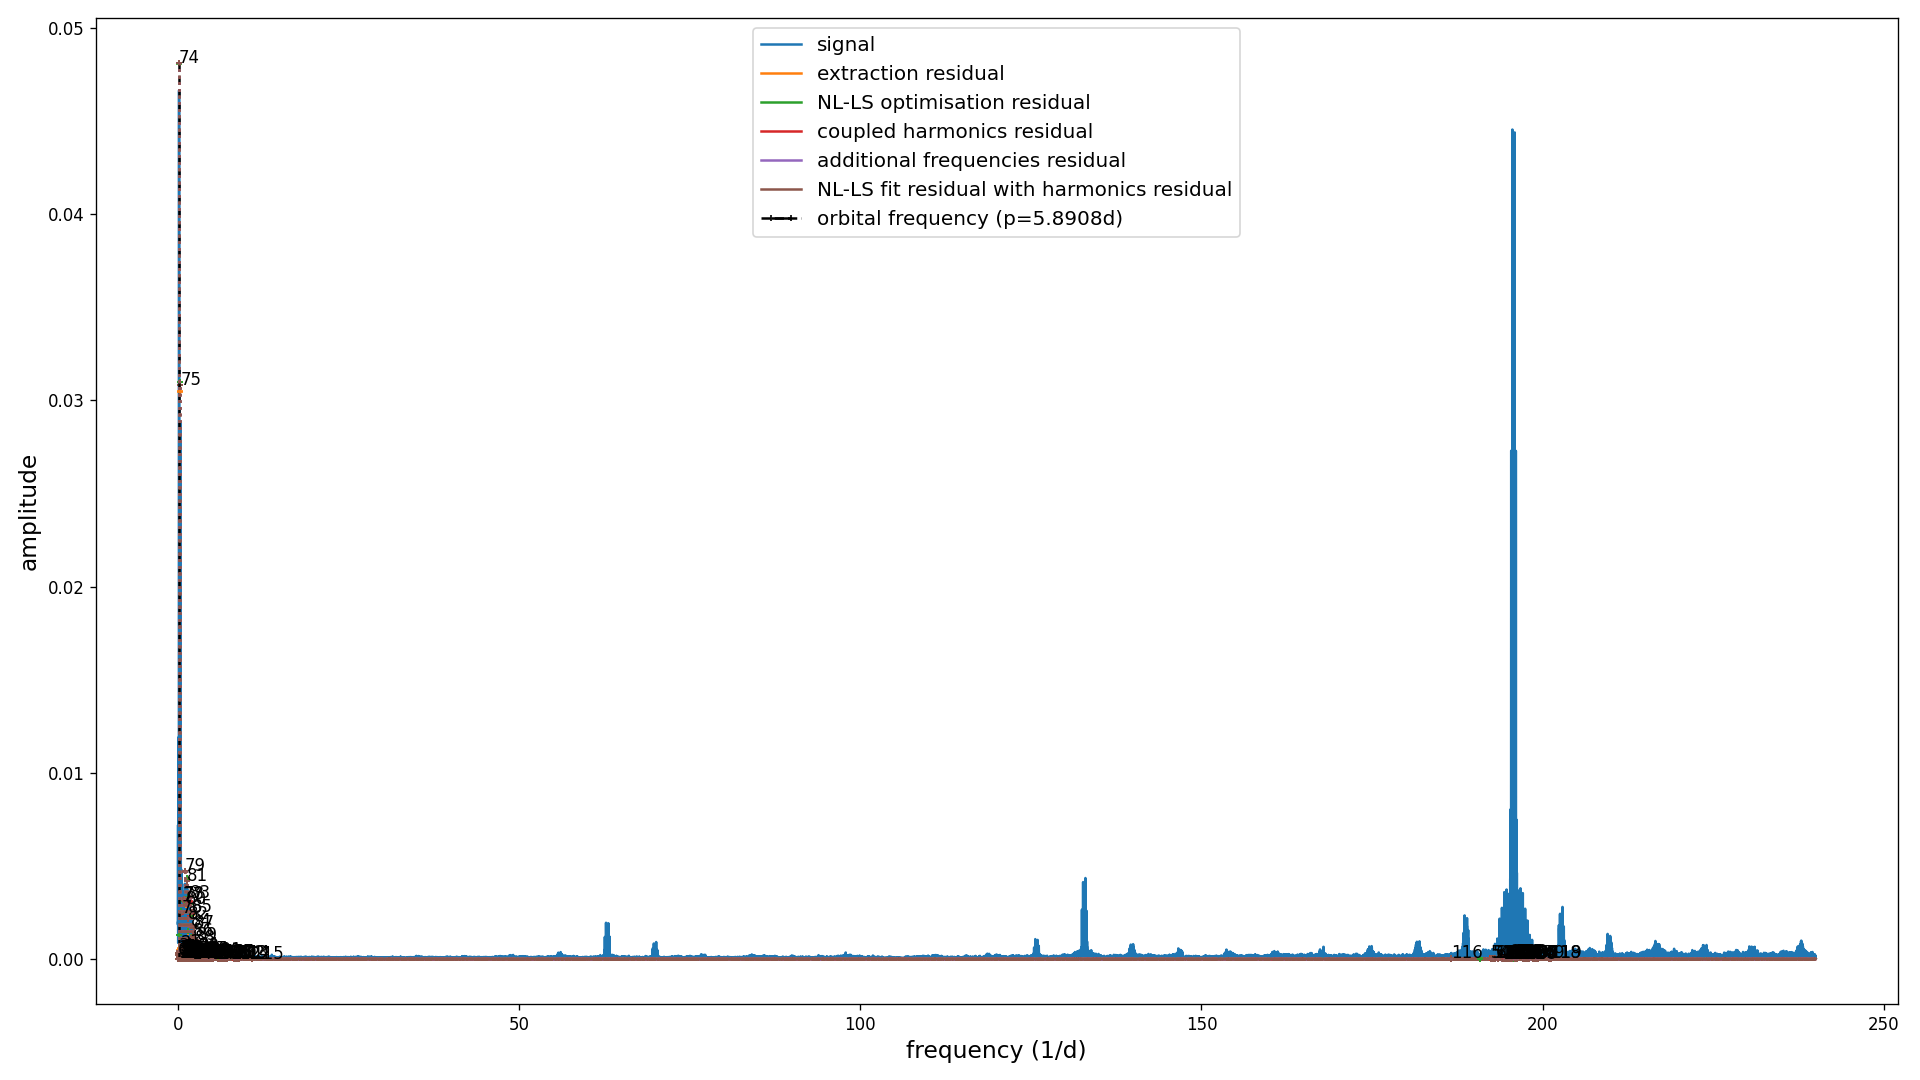 signal
extraction residual
NL-LS optimisation residual
coupled harmonics residual
additional frequencies residual
NL-LS fit residual with harmonics residual
orbital frequency (p=5.8908d)
amplitude
0.05
0.04
0.03
0.02
0.01
0.00
74
75
79
81
116
0
50
100
150
200
250
frequency (1/d)